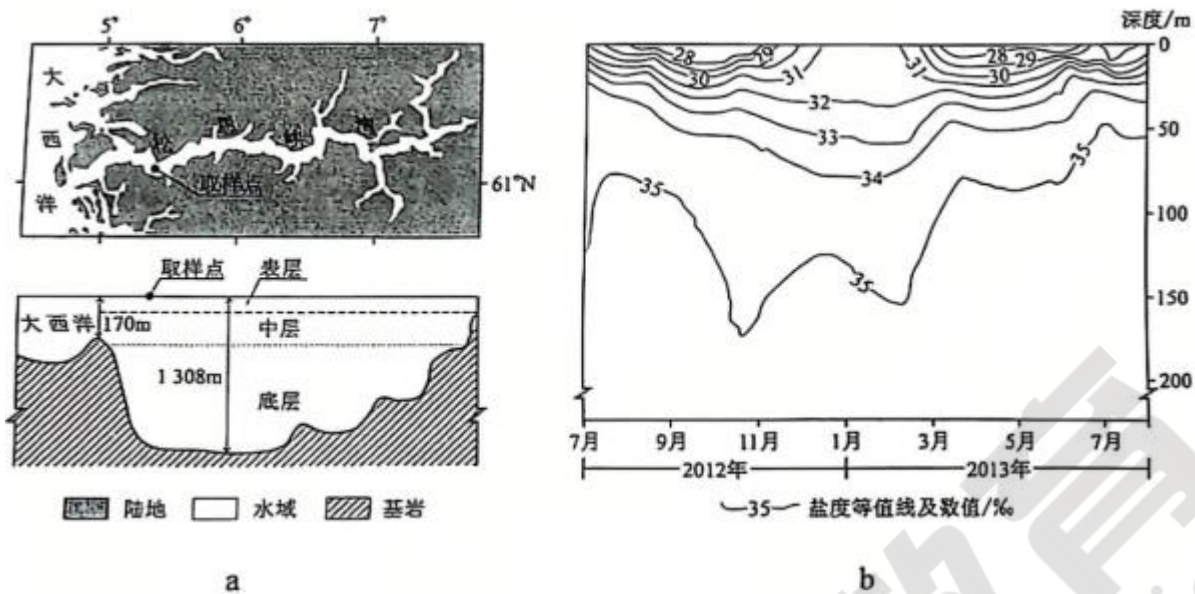 5° 6° 7°
大
西
洋
松 恩 峡 湾
取样点
61°N
取样点 表层
大西洋 170m 中层
1 308m 底层
陆地 水域 基岩
a
深度/m
0
50
100
150
200
28 29 30 31 31 28 29 30
32
33
34
35 35 35
7月 9月 11月 1月 3月 5月 7月
2012年 2013年
35 盐度等值线及数值/‰
b
育